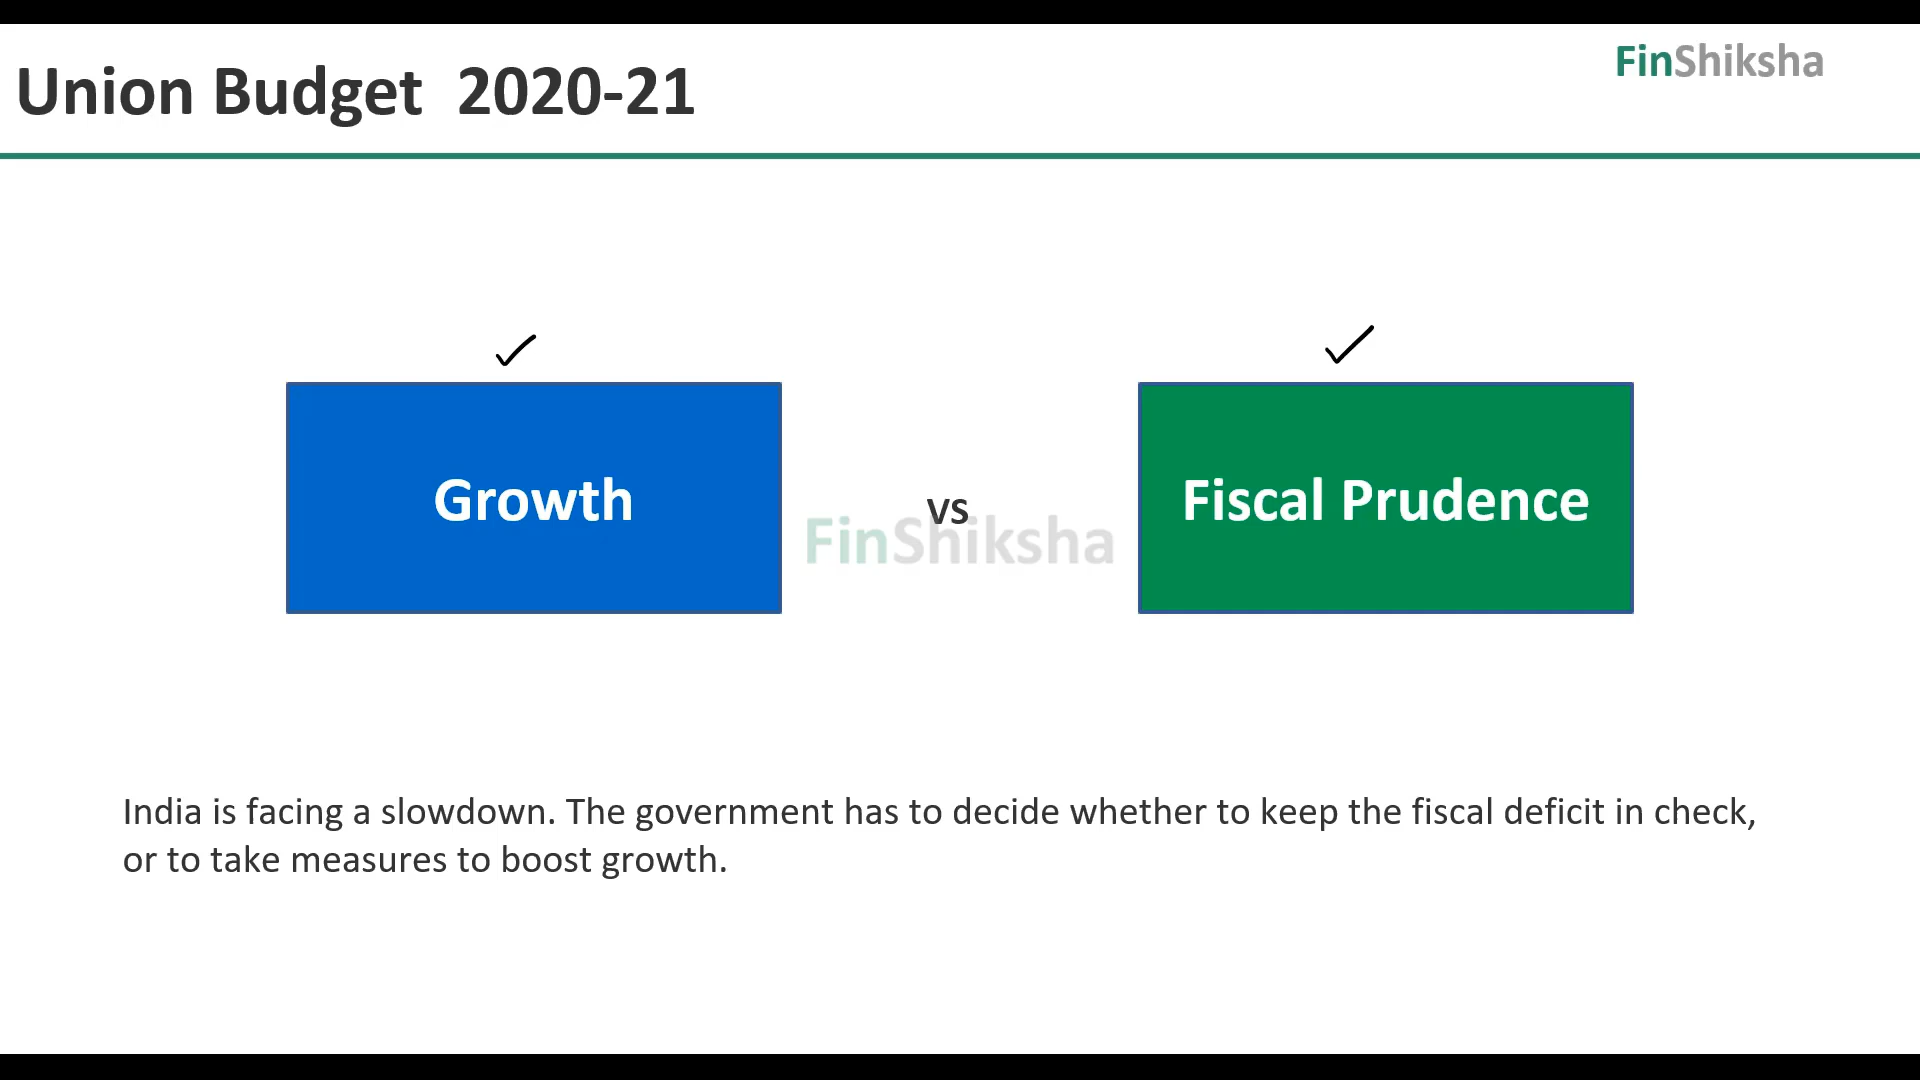 FinShiksha
Union Budget 2020-21
Growth
vs
Fiscal Prudence
FinShiksha
India is facing a slowdown. The government has to decide whether to keep the fiscal deficit in check,
or to take measures to boost growth.